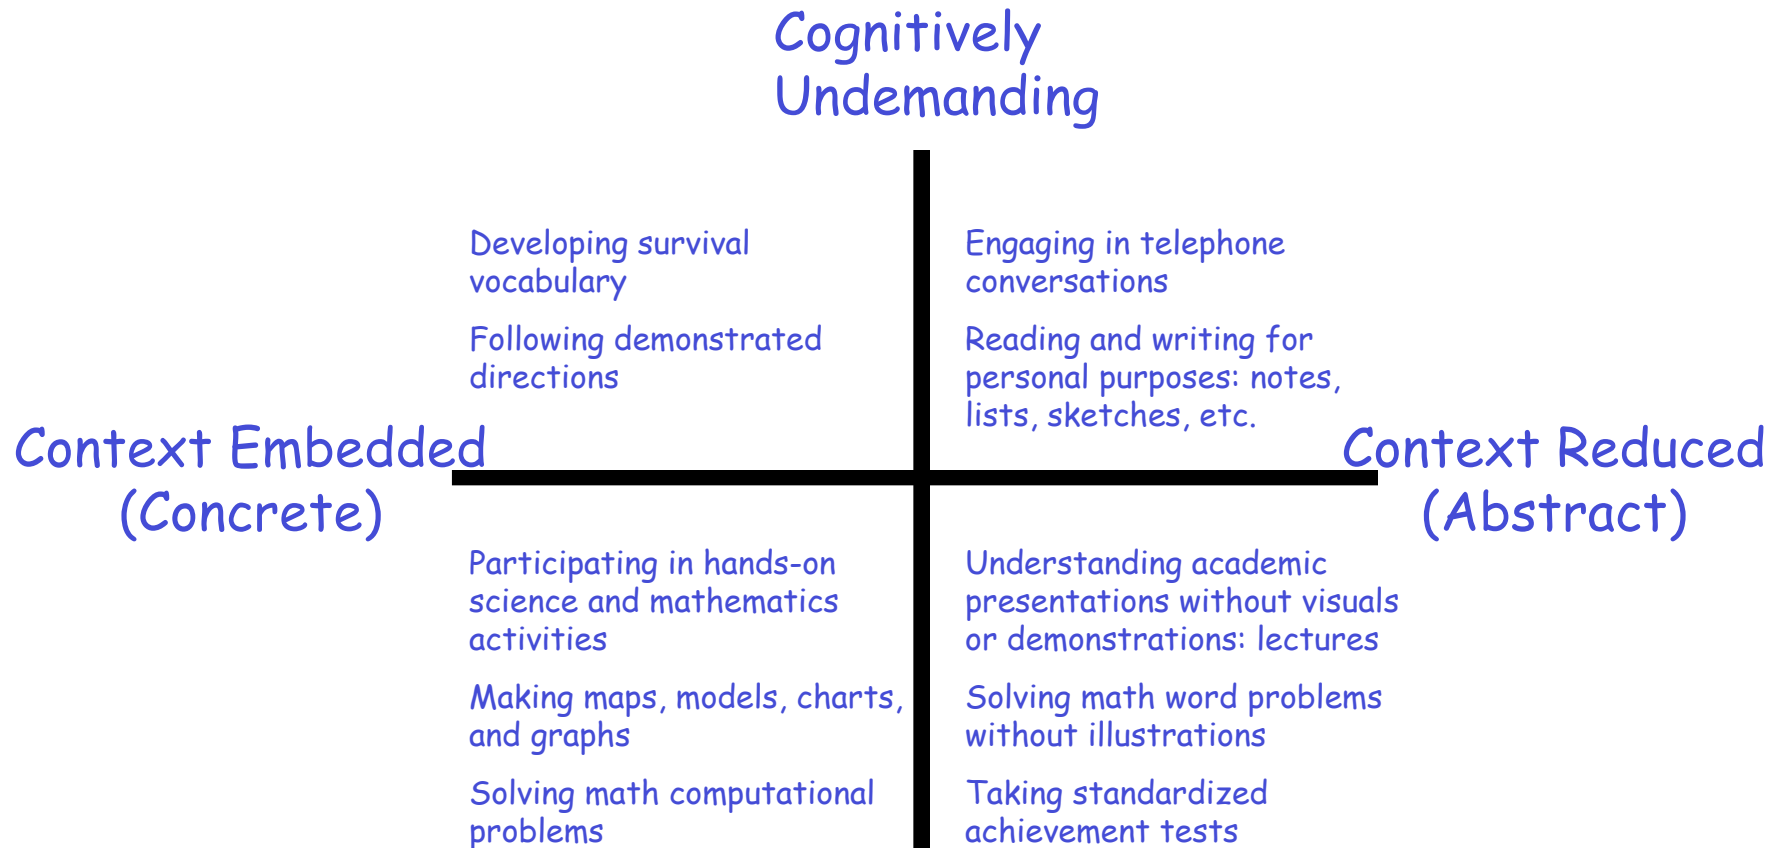 Cognitively
Undemanding
Developing survival
vocabulary
Following demonstrated
directions
Engaging in telephone
conversations
Reading and writing for
personal purposes: notes,
lists, sketches, etc.
Context Embedded
(Concrete)
Context Reduced
(Abstract)
Participating in hands-on
science and mathematics
activities
Making maps, models, charts,
and graphs
Solving math computational
problems
Understanding academic
presentations without visuals
or demonstrations: lectures
Solving math word problems
without illustrations
Taking standardized
achievement tests